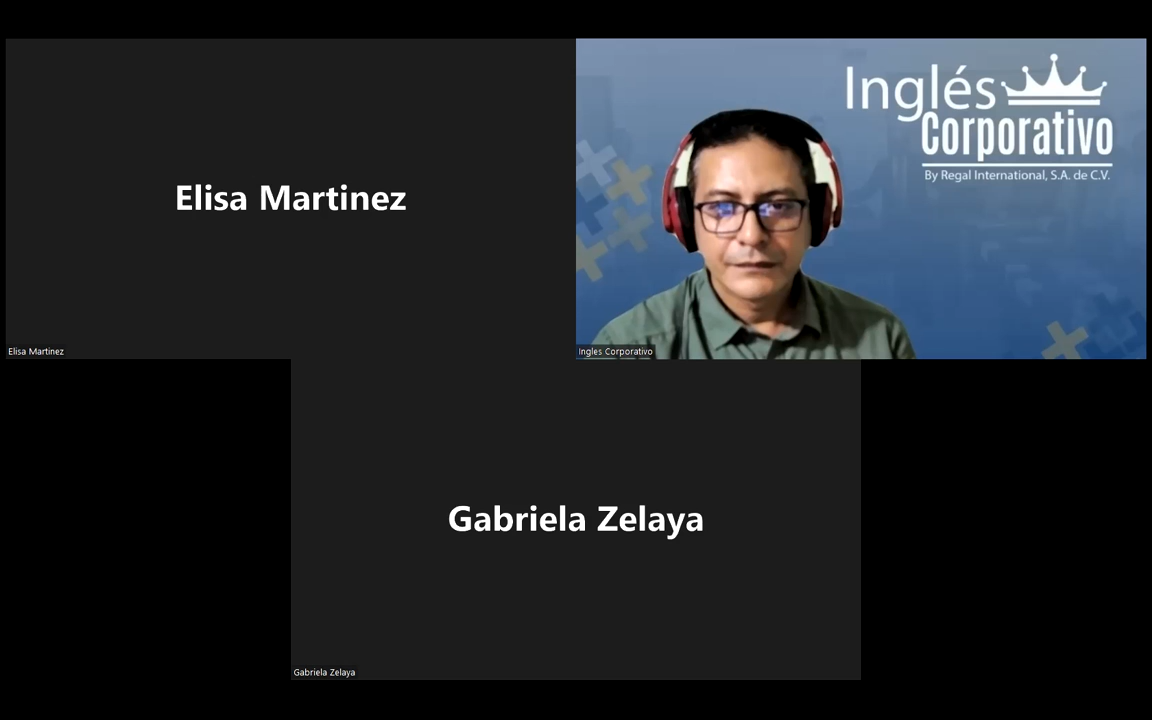 Elisa Martinez
Elisa Martinez
Inglés
Corporativo
By Regal International, S.A. de C.V.
Ingles Corporativo
Gabriela Zelaya
Gabriela Zelaya